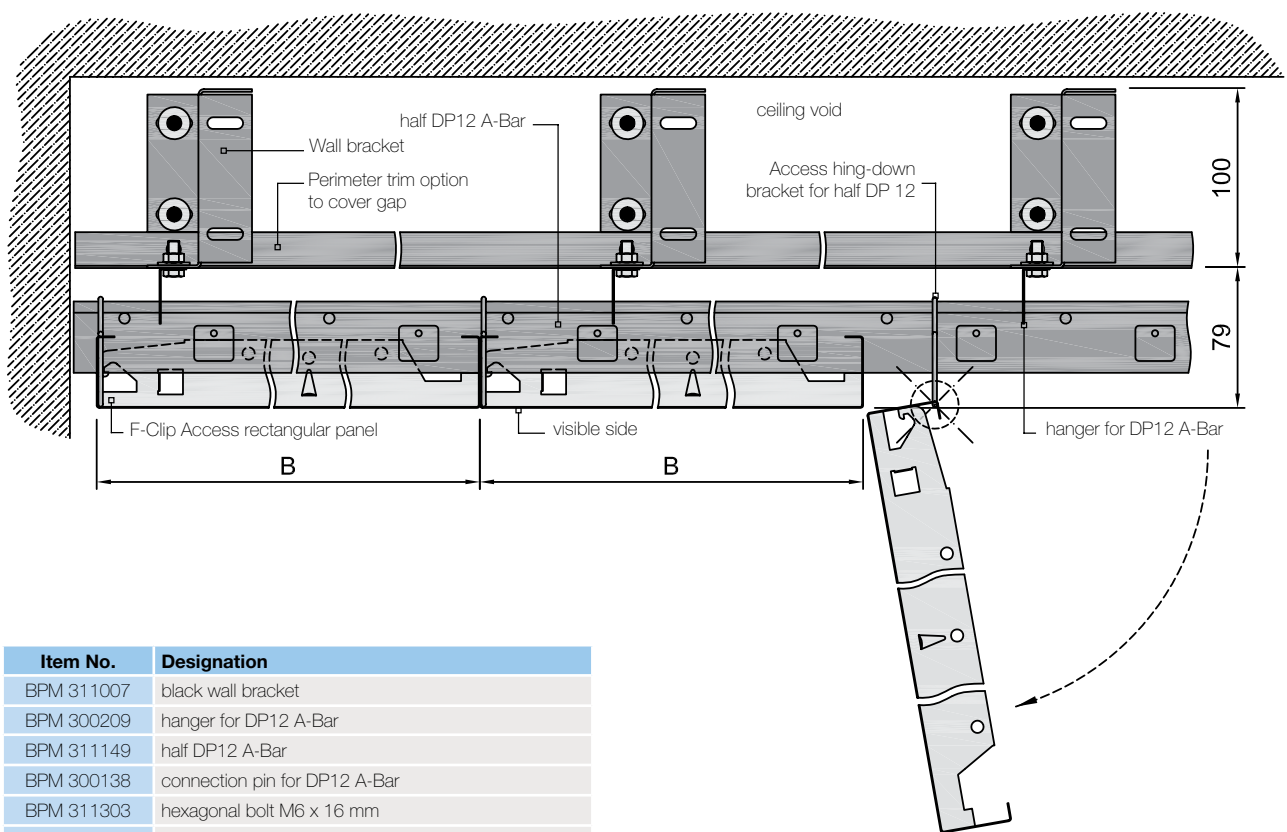 ceiling void
half DP12 A-Bar
Wall bracket
Perimeter trim option
to cover gap
Access hing-down
bracket for half DP 12
100
79
F-Clip Access rectangular panel
visible side
hanger for DP12 A-Bar
B
B
Item No. Designation
BPM 311007 black wall bracket
BPM 300209 hanger for DP12 A-Bar
BPM 311149 half DP12 A-Bar
BPM 300138 connection pin for DP12 A-Bar
BPM 311303 hexagonal bolt M6 x 16 mm